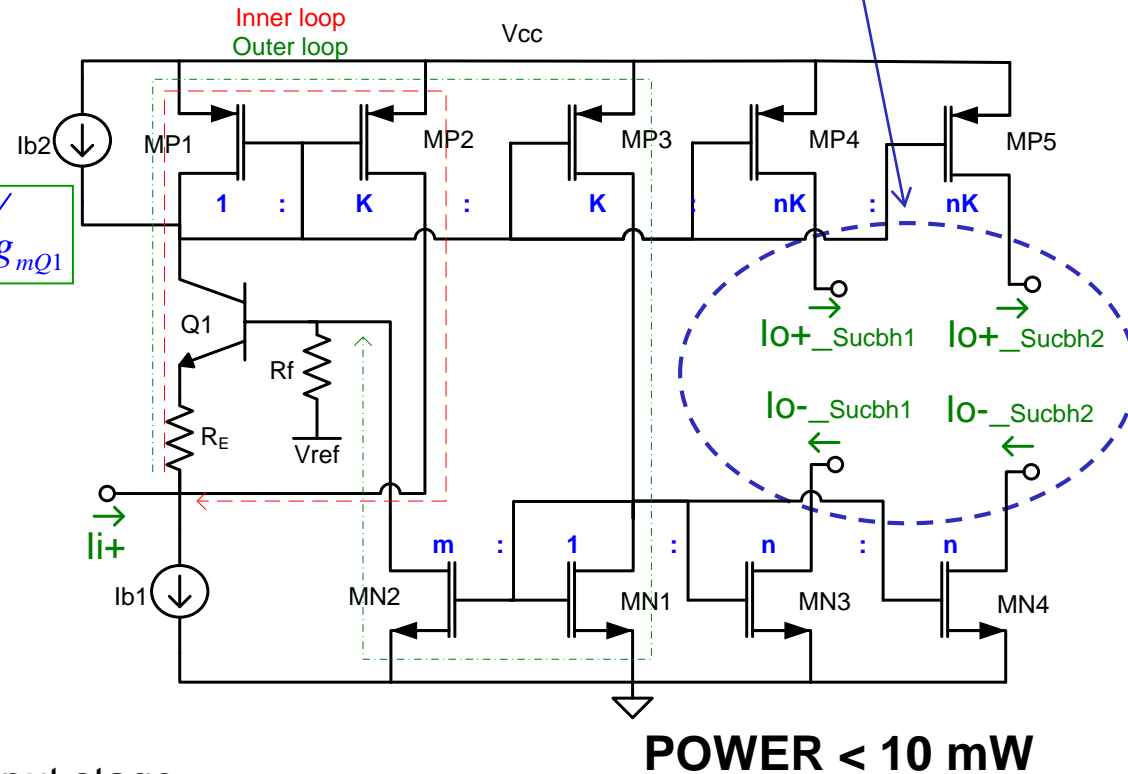 Inner loop
Outer loop
Vcc
Ib2
MP1
MP2
MP3
MP4
MP5
1 : K : K : nK : nK
g mQ1
Q1
Rf
RE
Vref
Io+_Sucbh1
Io+_Sucbh2
Io-_Sucbh1
Io-_Sucbh2
Ii+
m : 1 : n : n
Ib1
MN2
MN1
MN3
MN4
POWER < 10 mW